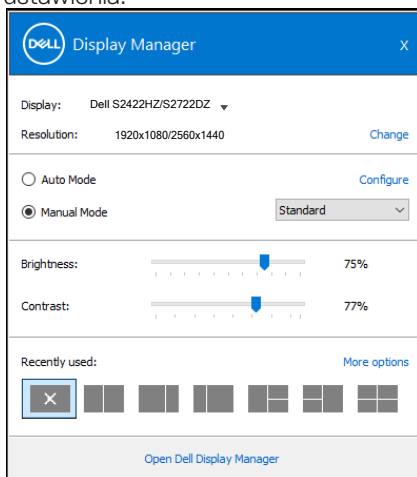 ustawienia.
DELL Display Manager X
Display: Dell S2422HZ/S2722DZ
Resolution: 1920x1080/2560x1440 Change
Auto Mode Configure
Manual Mode Standard
Brightness: 75%
Contrast: 77%
Recently used: More options
Open Dell Display Manager